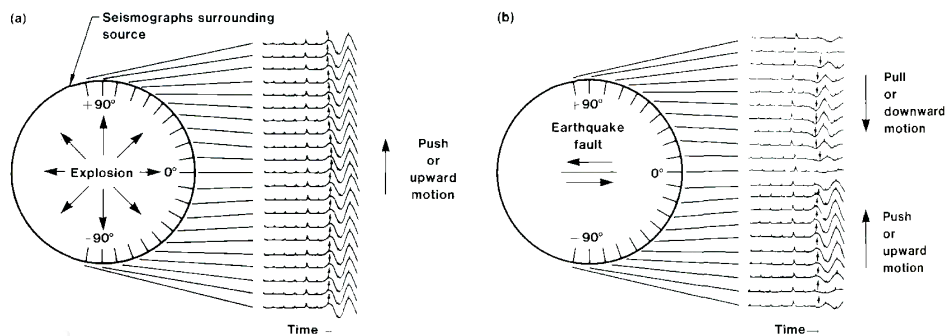 (a)
Seismographs surrounding
source
+90°
Explosion
0°
−90°
Push
or
upward
motion
Time
(b)
+90°
Earthquake
fault
0°
−90°
Pull
or
downward
motion
Push
or
upward
motion
Time